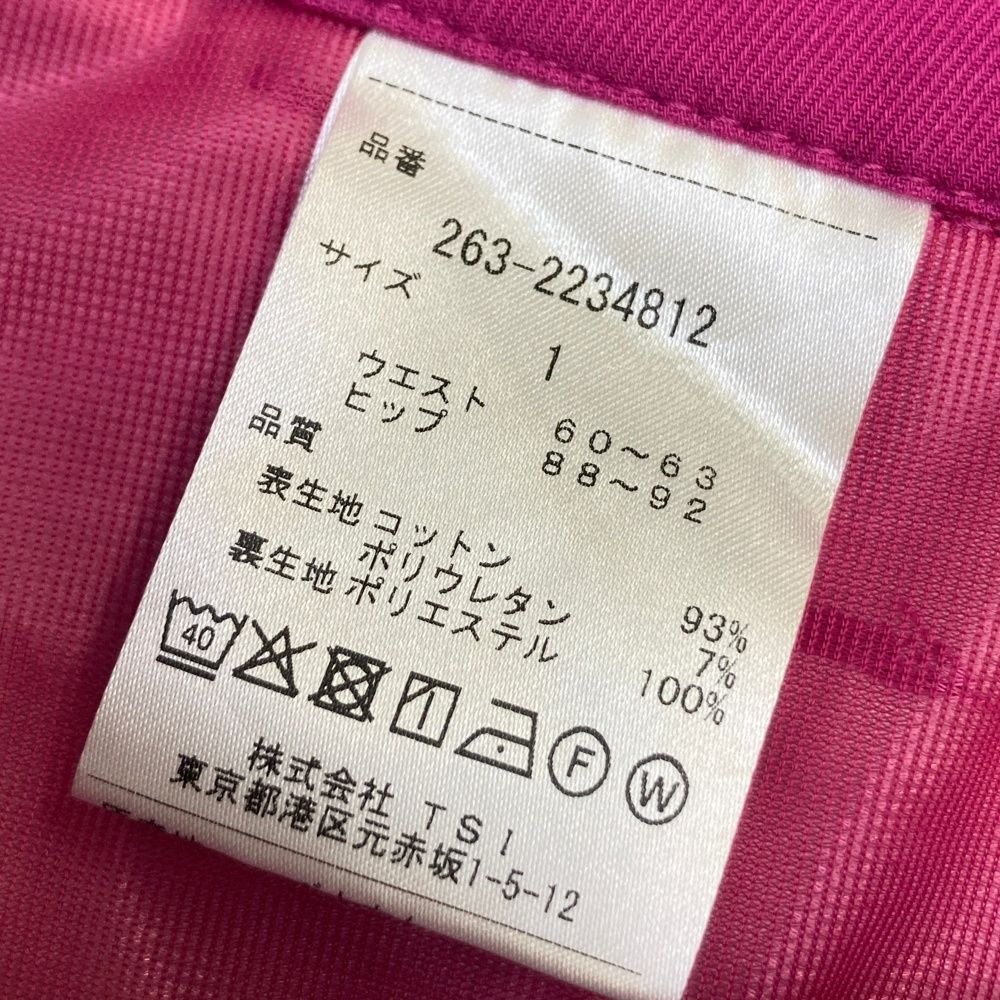 品番
263-2234812
サイズ
1
ウエスト 60～63
ヒップ 88～92
品質
表生地 コットン 93%
ポリウレタン 7%
裏生地 ポリエステル 100%
40
F W
株式会社 TSI
東京都港区元赤坂1-5-12